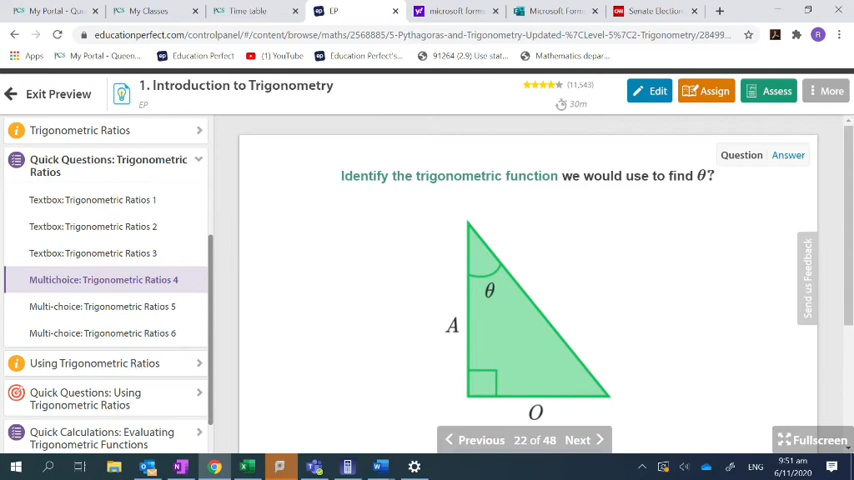 PCS My Portal - Queen
PCS My Classes
PCS Time table
ep EP
microsoft forms
Microsoft Form
Senate Election
educationperfect.com/controlpanel/#/content/browse/maths/2568885/5-Pythagoras-and-Trigonometry-Updated-%7CLevel-5%7C2-Trigonometry/28499...
R
Apps
PCS My Portal - Queen...
Education Perfect
(1) YouTube
Education Perfect's...
91264 (2.9) Use stat...
Mathematics depar...
Exit Preview
1. Introduction to Trigonometry
EP
(11,543)
30m
Edit
Assign
Assess
More
Trigonometric Ratios
Quick Questions: Trigonometric
Ratios
Textbox: Trigonometric Ratios 1
Textbox: Trigonometric Ratios 2
Textbox: Trigonometric Ratios 3
Multichoice: Trigonometric Ratios 4
Multi-choice: Trigonometric Ratios 5
Multi-choice: Trigonometric Ratios 6
Using Trigonometric Ratios
Quick Questions: Using
Trigonometric Ratios
Quick Calculations: Evaluating
Trigonometric Functions
Question Answer
Identify the trigonometric function we would use to find θ?
θ
A
O
Send us Feedback
Previous 22 of 48 Next
Fullscreen
ENG
9:51 am
6/11/2020